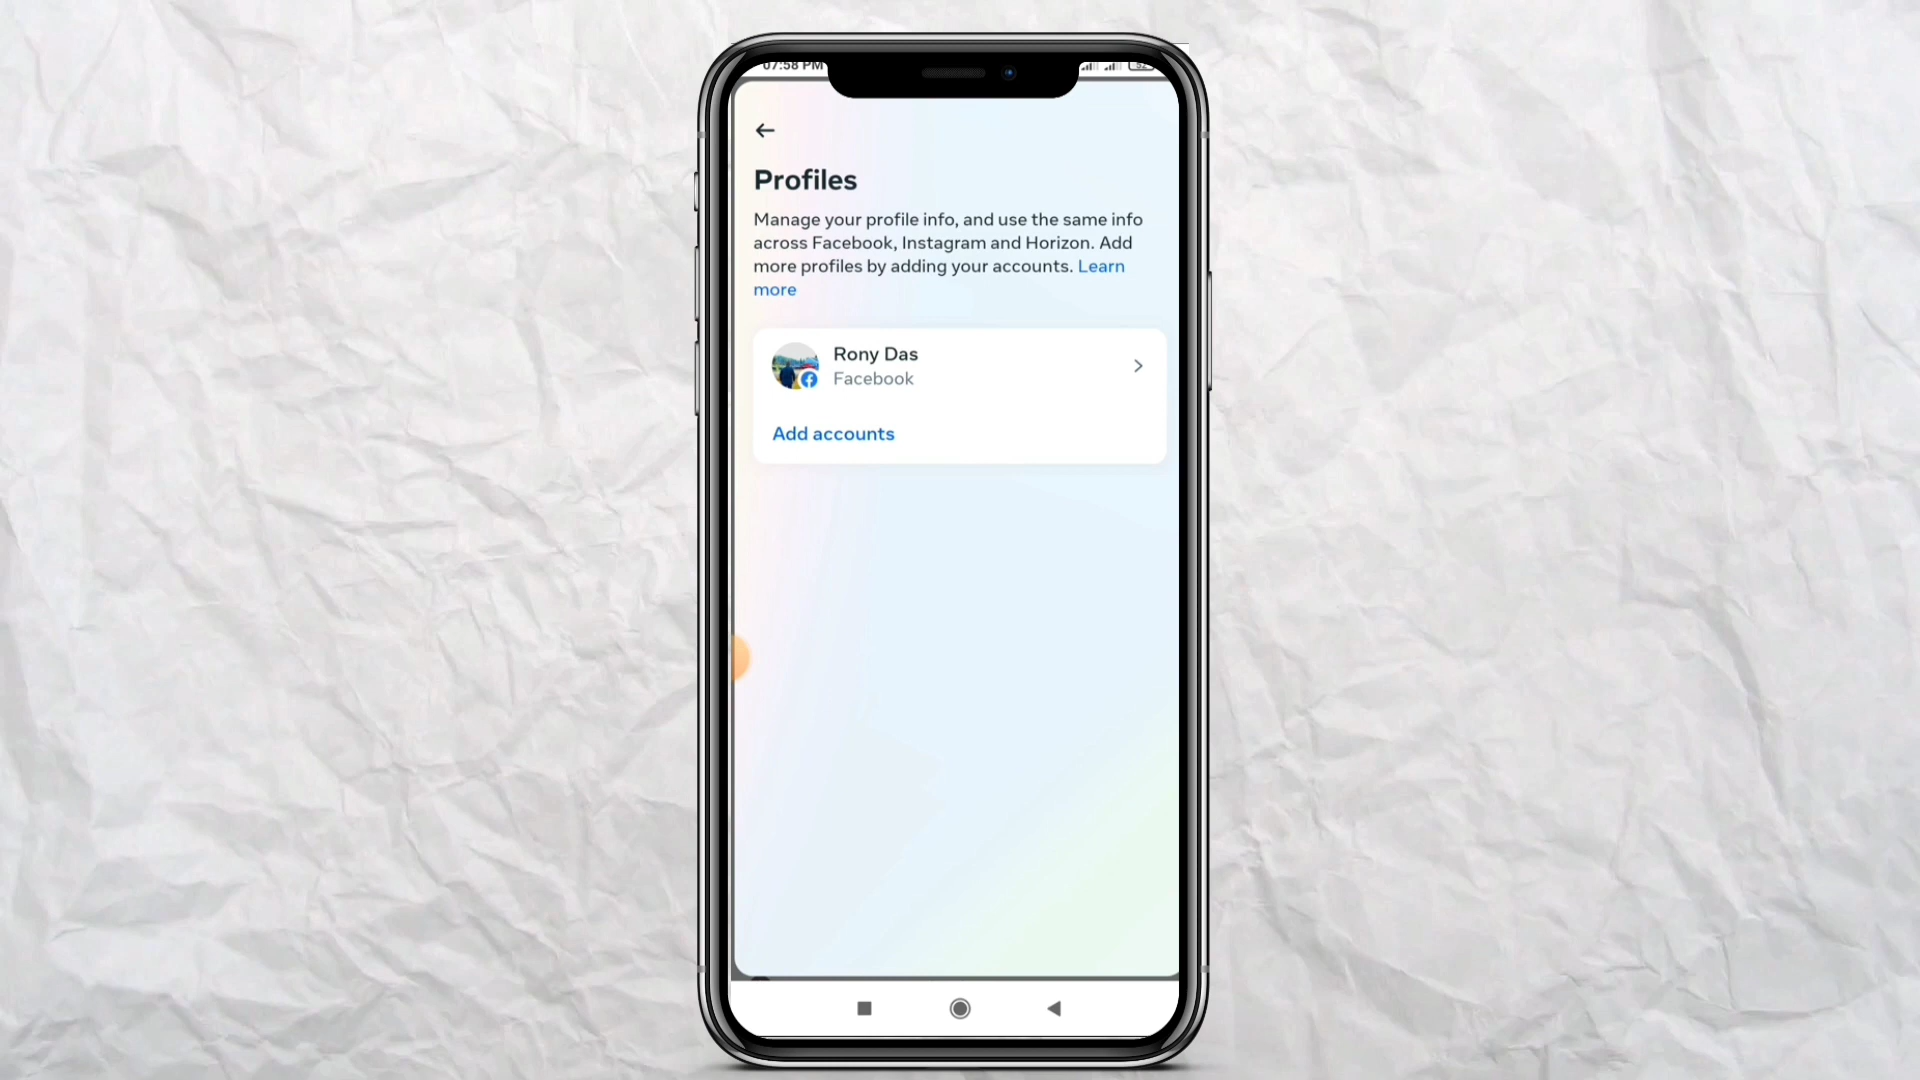 07:58 PM
52
Profiles
Manage your profile info, and use the same info
across Facebook, Instagram and Horizon. Add
more profiles by adding your accounts. Learn
more
Rony Das
Facebook
Add accounts